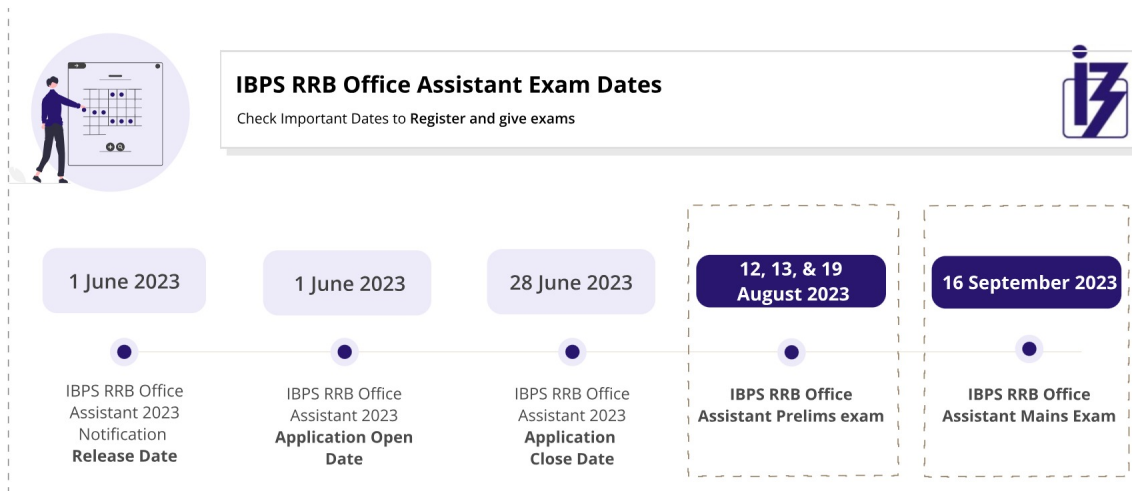 IBPS RRB Office Assistant Exam Dates
Check Important Dates to Register and give exams
1 June 2023
IBPS RRB Office
Assistant 2023
Notification
Release Date
1 June 2023
IBPS RRB Office
Assistant 2023
Application Open
Date
28 June 2023
IBPS RRB Office
Assistant 2023
Application
Close Date
12, 13, & 19
August 2023
IBPS RRB Office
Assistant Prelims exam
16 September 2023
IBPS RRB Office
Assistant Mains Exam